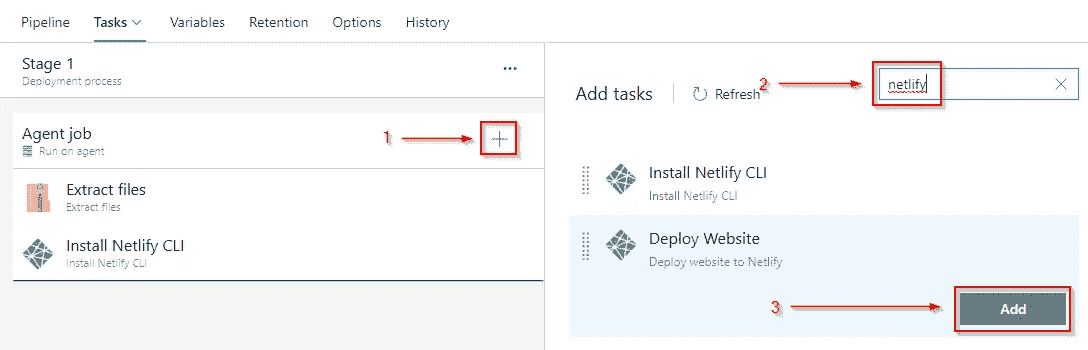 Pipeline Tasks Variables Retention Options History
Stage 1
Deployment process
...
Agent job
Run on agent
1
Extract files
Extract files
Install Netlify CLI
Install Netlify CLI
Add tasks Refresh
2
netlify
Install Netlify CLI
Install Netlify CLI
Deploy Website
Deploy website to Netlify
3
Add